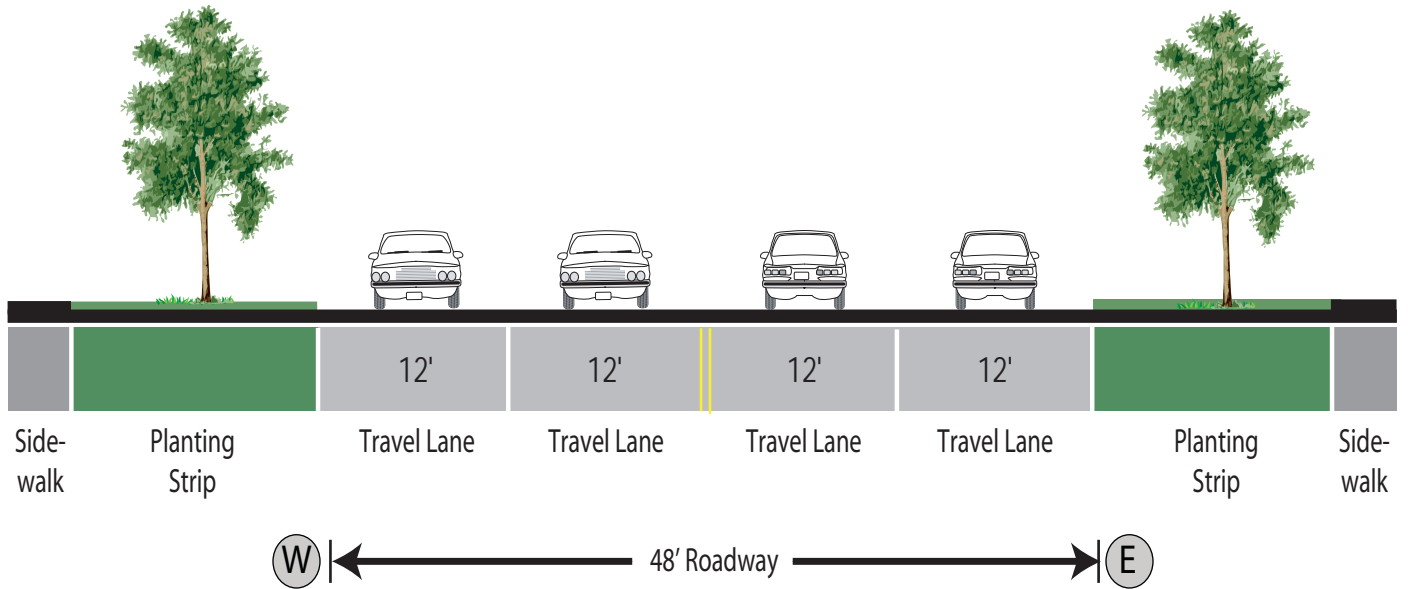 12' 12' 12' 12'
Side-
walk
Planting
Strip
Travel Lane
Travel Lane
Travel Lane
Travel Lane
Planting
Strip
Side-
walk
W 48’ Roadway E